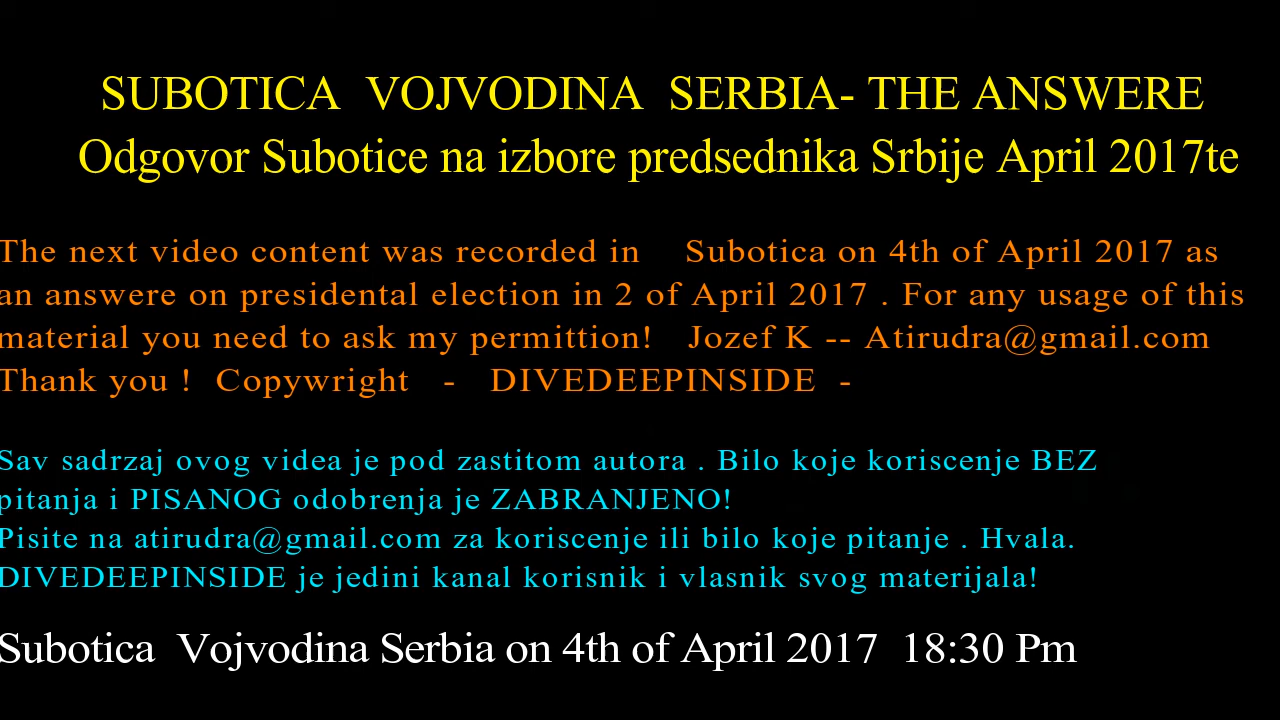 SUBOTICA VOJVODINA SERBIA- THE ANSWERE
Odgovor Subotice na izbore predsednika Srbije April 2017te
The next video content was recorded in Subotica on 4th of April 2017 as
an answere on presidental election in 2 of April 2017 . For any usage of this
material you need to ask my permittion! Jozef K -- Atirudra@gmail.com
Thank you ! Copywright - DIVEDEEPINSIDE -
Sav sadrzaj ovog videa je pod zastitom autora . Bilo koje koriscenje BEZ
pitanja i PISANOG odobrenja je ZABRANJENO!
Pisite na atirudra@gmail.com za koriscenje ili bilo koje pitanje . Hvala.
DIVEDEEPINSIDE je jedini kanal korisnik i vlasnik svog materijala!
Subotica Vojvodina Serbia on 4th of April 2017 18:30 Pm